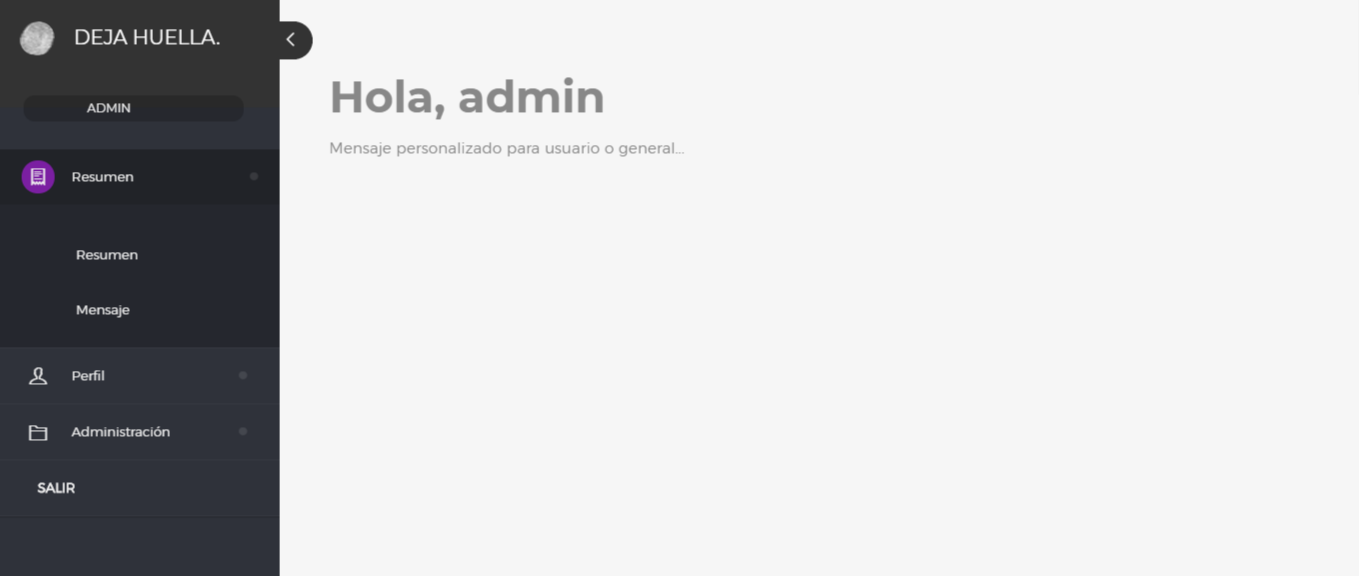 DEJA HUELLA.
ADMIN
Resumen
Resumen
Mensaje
Perfil
Administración
SALIR
Hola, admin
Mensaje personalizado para usuario o general...